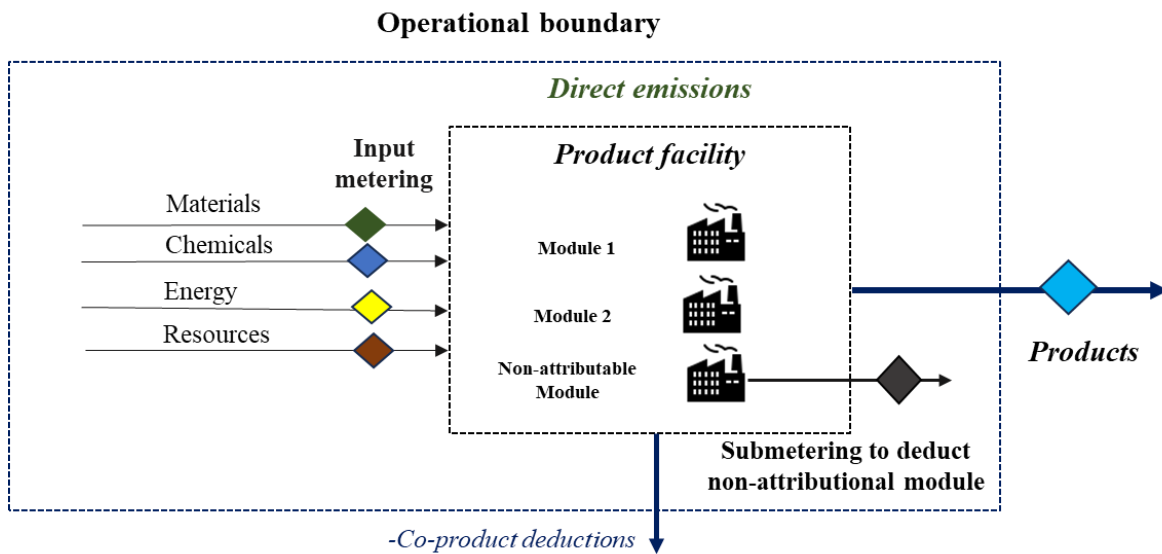 Operational boundary
Direct emissions
Product facility
Input
metering
Materials
Chemicals
Energy
Resources
Module 1
Module 2
Non-attributable
Module
Products
Submetering to deduct
non-attributional module
-Co-product deductions